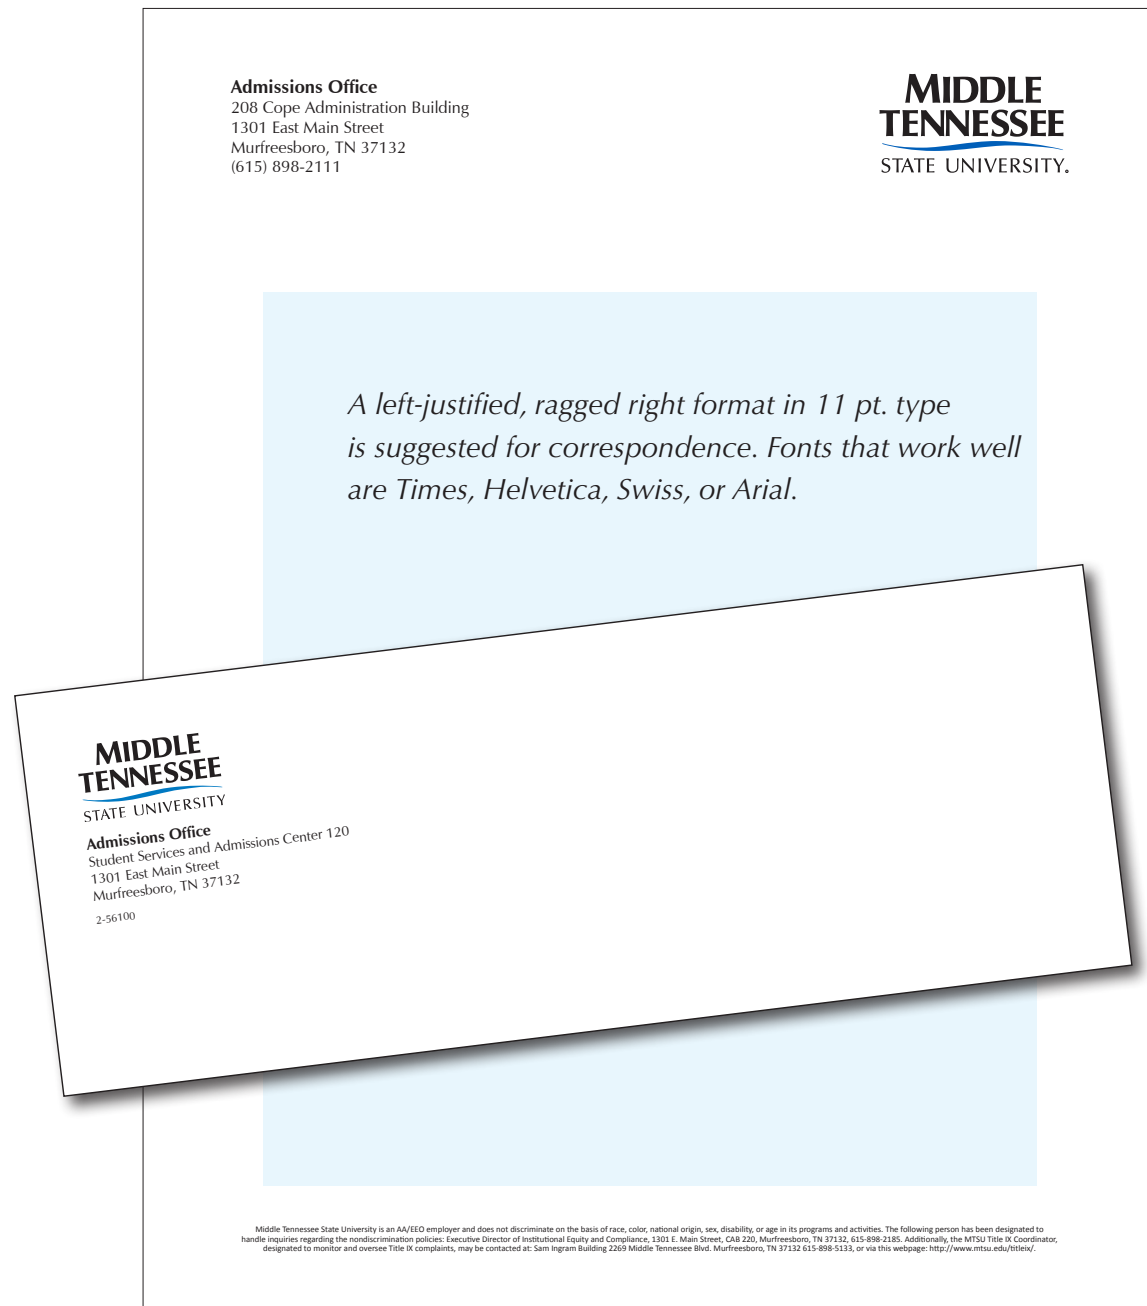 Admissions Office
208 Cope Administration Building
1301 East Main Street
Murfreesboro, TN 37132
(615) 898-2111
MIDDLE
TENNESSEE
STATE UNIVERSITY®
A left-justified, ragged right format in 11 pt. type
is suggested for correspondence. Fonts that work well
are Times, Helvetica, Swiss, or Arial.
MIDDLE
TENNESSEE
STATE UNIVERSITY
Admissions Office
Student Services and Admissions Center 120
1301 East Main Street
Murfreesboro, TN 37132
2-56100
Middle Tennessee State University is an AA/EEO employer and does not discriminate on the basis of race, color, national origin, sex, disability, or age in its programs and activities. The following person has been designated to
handle inquiries regarding the nondiscrimination policies: Executive Director of Institutional Equity and Compliance, 1301 E. Main Street, CAB 220, Murfreesboro, TN 37132, 615-898-2185. Additionally, the MTSU Title IX Coordinator,
designated to monitor and oversee Title IX complaints, may be contacted at: Sam Ingram Building 2269 Middle Tennessee Blvd. Murfreesboro, TN 37132 615-898-5133, or via this webpage: http://www.mtsu.edu/titleix/.